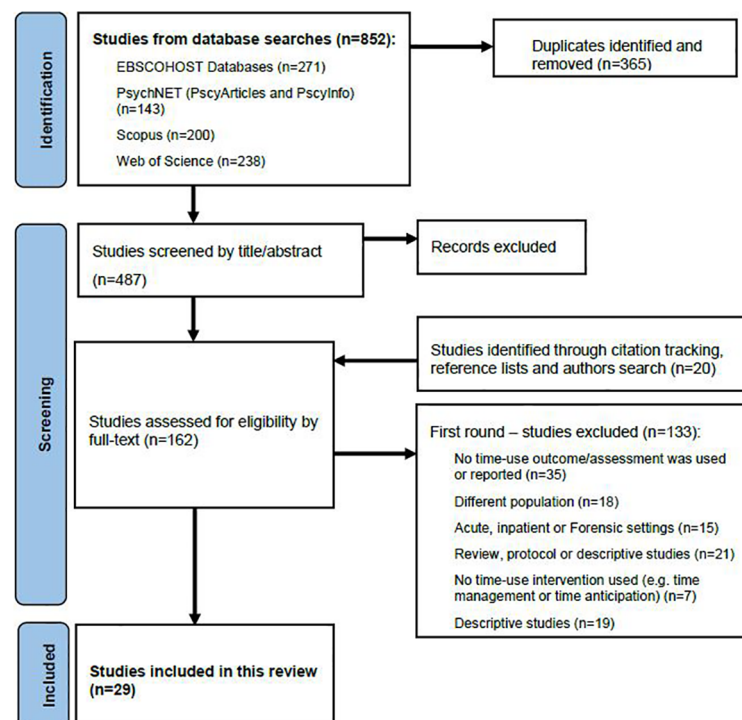 Identification
Studies from database searches (n=852):
EBSCOHOST Databases (n=271)
PsychNET (PscyArticles and PscyInfo)
(n=143)
Scopus (n=200)
Web of Science (n=238)
Duplicates identified and
removed (n=365)
Screening
Studies screened by title/abstract
(n=487)
Records excluded
Studies identified through citation tracking,
reference lists and authors search (n=20)
Studies assessed for eligibility by
full-text (n=162)
First round – studies excluded (n=133):
No time-use outcome/assessment was used
or reported (n=35)
Different population (n=18)
Acute, inpatient or Forensic settings (n=15)
Review, protocol or descriptive studies (n=21)
No time-use intervention used (e.g. time
management or time anticipation) (n=7)
Descriptive studies (n=19)
Included
Studies included in this review
(n=29)